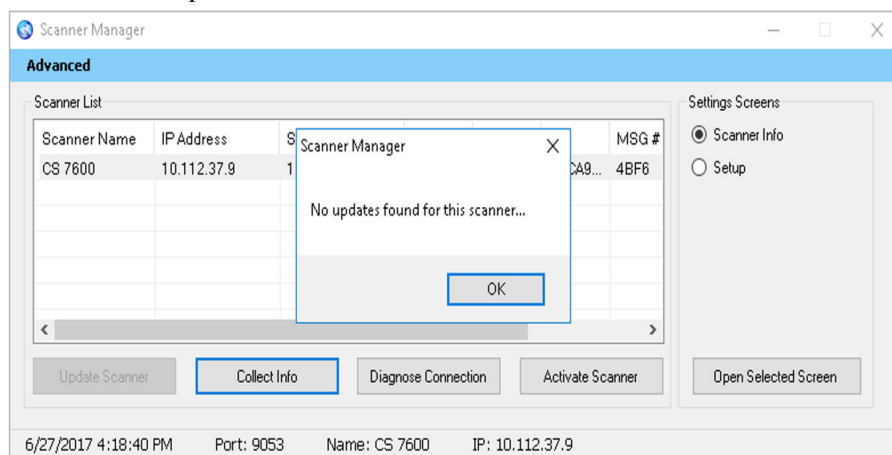 Scanner Manager
Advanced
Scanner List
Settings Screens
Scanner Name IP Address S MSG #
Scanner Manager
Scanner Info
CS 7600 10.112.37.9 1 CA9... 4BF6
Setup
No updates found for this scanner...
OK
Update Scanner Collect Info Diagnose Connection Activate Scanner Open Selected Screen
6/27/2017 4:18:40 PM Port: 9053 Name: CS 7600 IP: 10.112.37.9